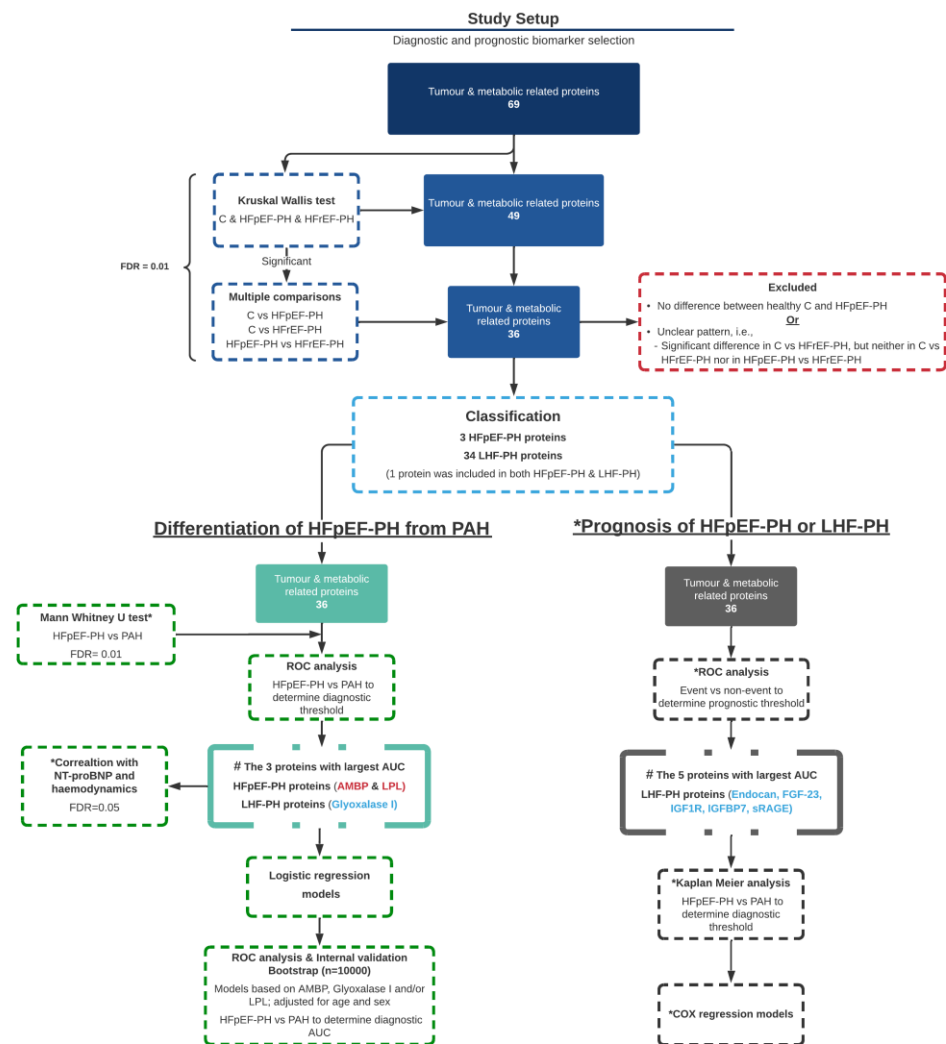 Study Setup
Diagnostic and prognostic biomarker selection
Tumour & metabolic related proteins
69
Kruskal Wallis test
C & HFpEF-PH & HFrEF-PH
Tumour & metabolic related proteins
49
FDR = 0.01
Significant
Multiple comparisons
C vs HFpEF-PH
C vs HFrEF-PH
HFpEF-PH vs HFrEF-PH
Tumour & metabolic
related proteins
36
Excluded
• No difference between healthy C and HFpEF-PH
Or
• Unclear pattern, i.e.,
- Significant difference in C vs HFrEF-PH, but neither in C vs
HFrEF-PH nor in HFpEF-PH vs HFrEF-PH
Classification
3 HFpEF-PH proteins
34 LHF-PH proteins
(1 protein was included in both HFpEF-PH & LHF-PH)
Differentiation of HFpEF-PH from PAH
Tumour & metabolic
related proteins
36
Mann Whitney U test*
HFpEF-PH vs PAH
FDR= 0.01
ROC analysis
HFpEF-PH vs PAH to
determine diagnostic
threshold
*Correaltion with
NT-proBNP and
haemodynamics
FDR=0.05
# The 3 proteins with largest AUC
HFpEF-PH proteins (AMBP & LPL)
LHF-PH proteins (Glyoxalase I)
Logistic regression
models
ROC analysis & Internal validation
Bootstrap (n=10000)
Models based on AMBP, Glyoxalase I and/or
LPL; adjusted for age and sex
HFpEF-PH vs PAH to determine diagnostic
AUC
*Prognosis of HFpEF-PH or LHF-PH
Tumour & metabolic
related proteins
36
*ROC analysis
Event vs non-event to
determine prognostic threshold
# The 5 proteins with largest AUC
LHF-PH proteins (Endocan, FGF-23,
IGF1R, IGFBP7, sRAGE)
*Kaplan Meier analysis
HFpEF-PH vs PAH to
determine diagnostic
threshold
*COX regression models